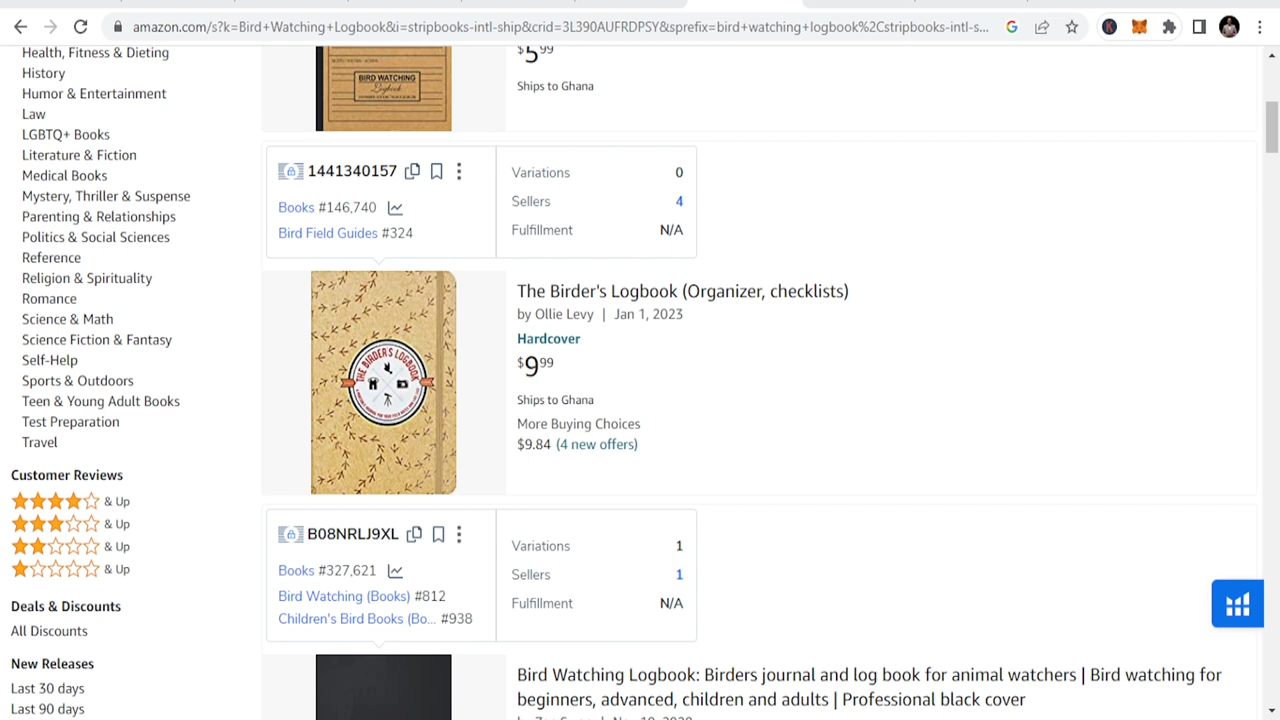 amazon.com/s?k=Bird+Watching+Logbook&i=stripbooks-intl-ship&crid=3L390AUFRDPSY&sprefix=bird+watching+logbook%2Cstripbooks-intl-s...
Health, Fitness & Dieting
History
Humor & Entertainment
Law
LGBTQ+ Books
Literature & Fiction
Medical Books
Mystery, Thriller & Suspense
Parenting & Relationships
Politics & Social Sciences
Reference
Religion & Spirituality
Romance
Science & Math
Science Fiction & Fantasy
Self-Help
Sports & Outdoors
Teen & Young Adult Books
Test Preparation
Travel
Customer Reviews
& Up
& Up
& Up
& Up
Deals & Discounts
All Discounts
New Releases
Last 30 days
Last 90 days
BIRD WATCHING
Logbook
$5.99
Ships to Ghana
1441340157
Books #146,740
Bird Field Guides #324
Variations 0
Sellers 4
Fulfillment N/A
THE BIRDER'S LOGBOOK
The Birder's Logbook (Organizer, checklists)
by Ollie Levy | Jan 1, 2023
Hardcover
$9.99
Ships to Ghana
More Buying Choices
$9.84 (4 new offers)
B08NRLJ9XL
Books #327,621
Bird Watching (Books) #812
Children's Bird Books (Bo... #938
Variations 1
Sellers 1
Fulfillment N/A
Bird Watching Logbook: Birders journal and log book for animal watchers | Bird watching for
beginners, advanced, children and adults | Professional black cover